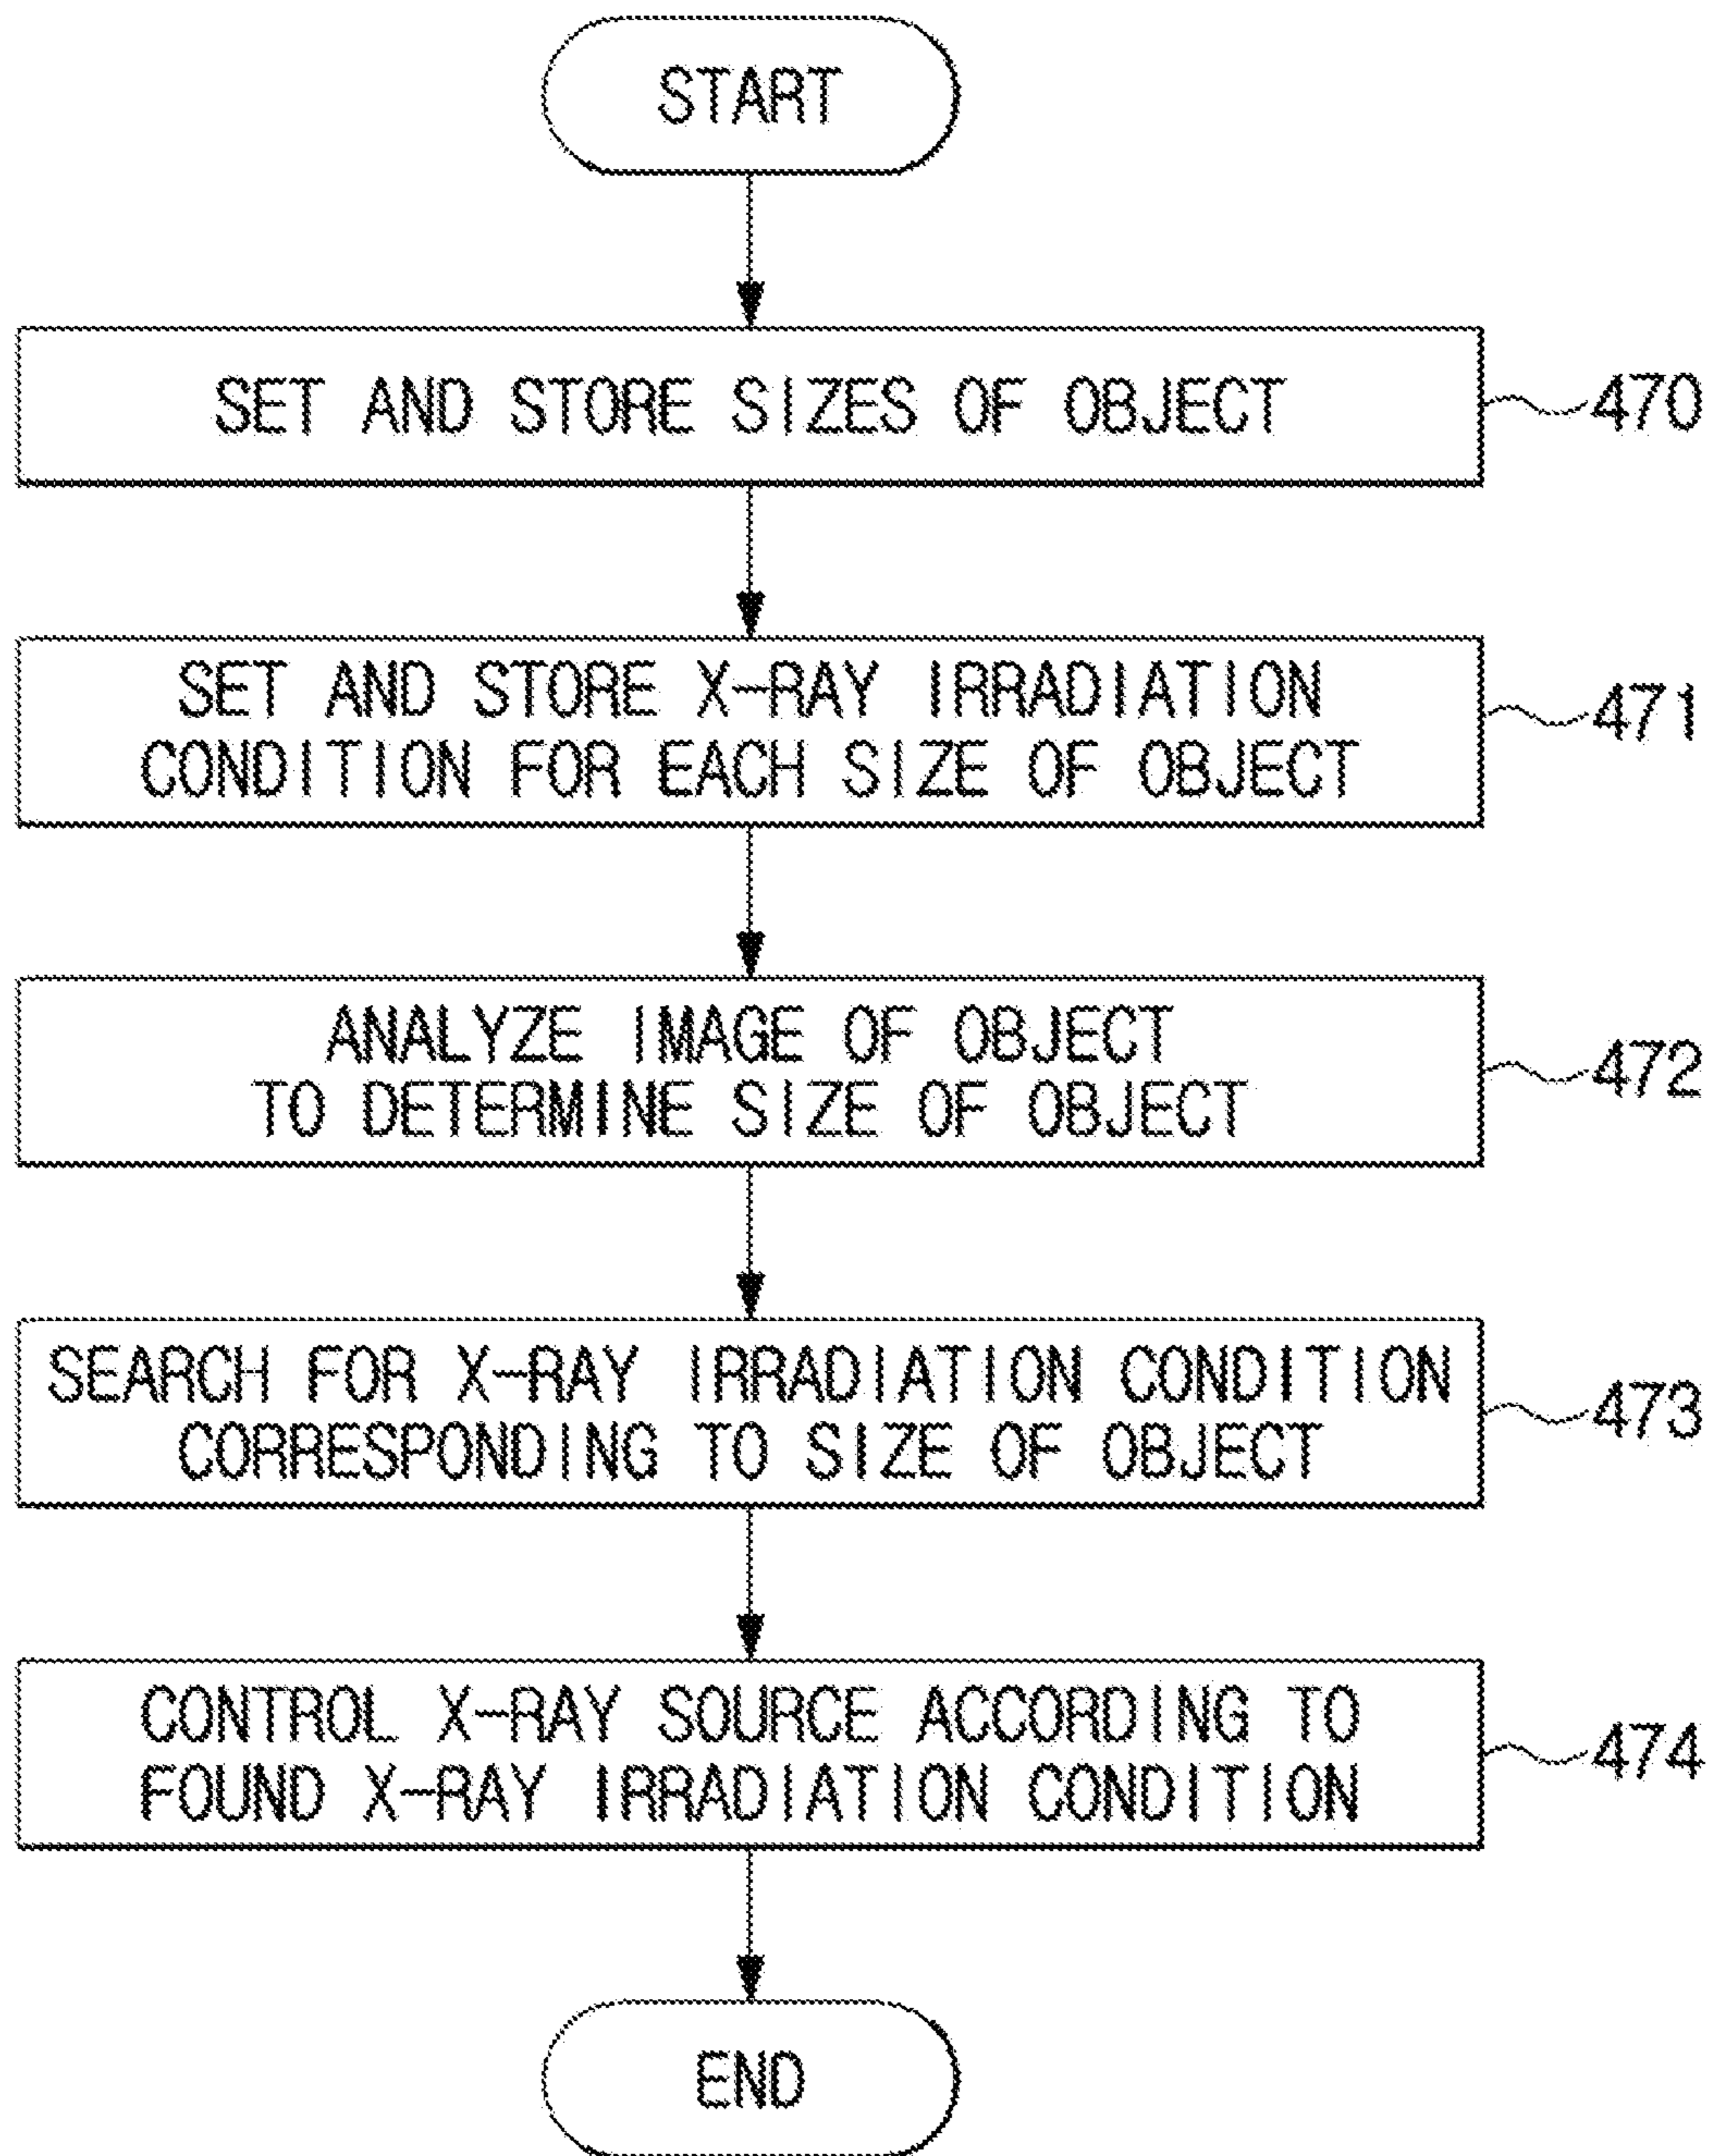 START
SET AND STORE SIZES OF OBJECT
470
SET AND STORE X-RAY IRRADIATION
CONDITION FOR EACH SIZE OF OBJECT
471
ANALYZE IMAGE OF OBJECT
TO DETERMINE SIZE OF OBJECT
472
SEARCH FOR X-RAY IRRADIATION CONDITION
CORRESPONDING TO SIZE OF OBJECT
473
CONTROL X-RAY SOURCE ACCORDING TO
FOUND X-RAY IRRADIATION CONDITION
474
END